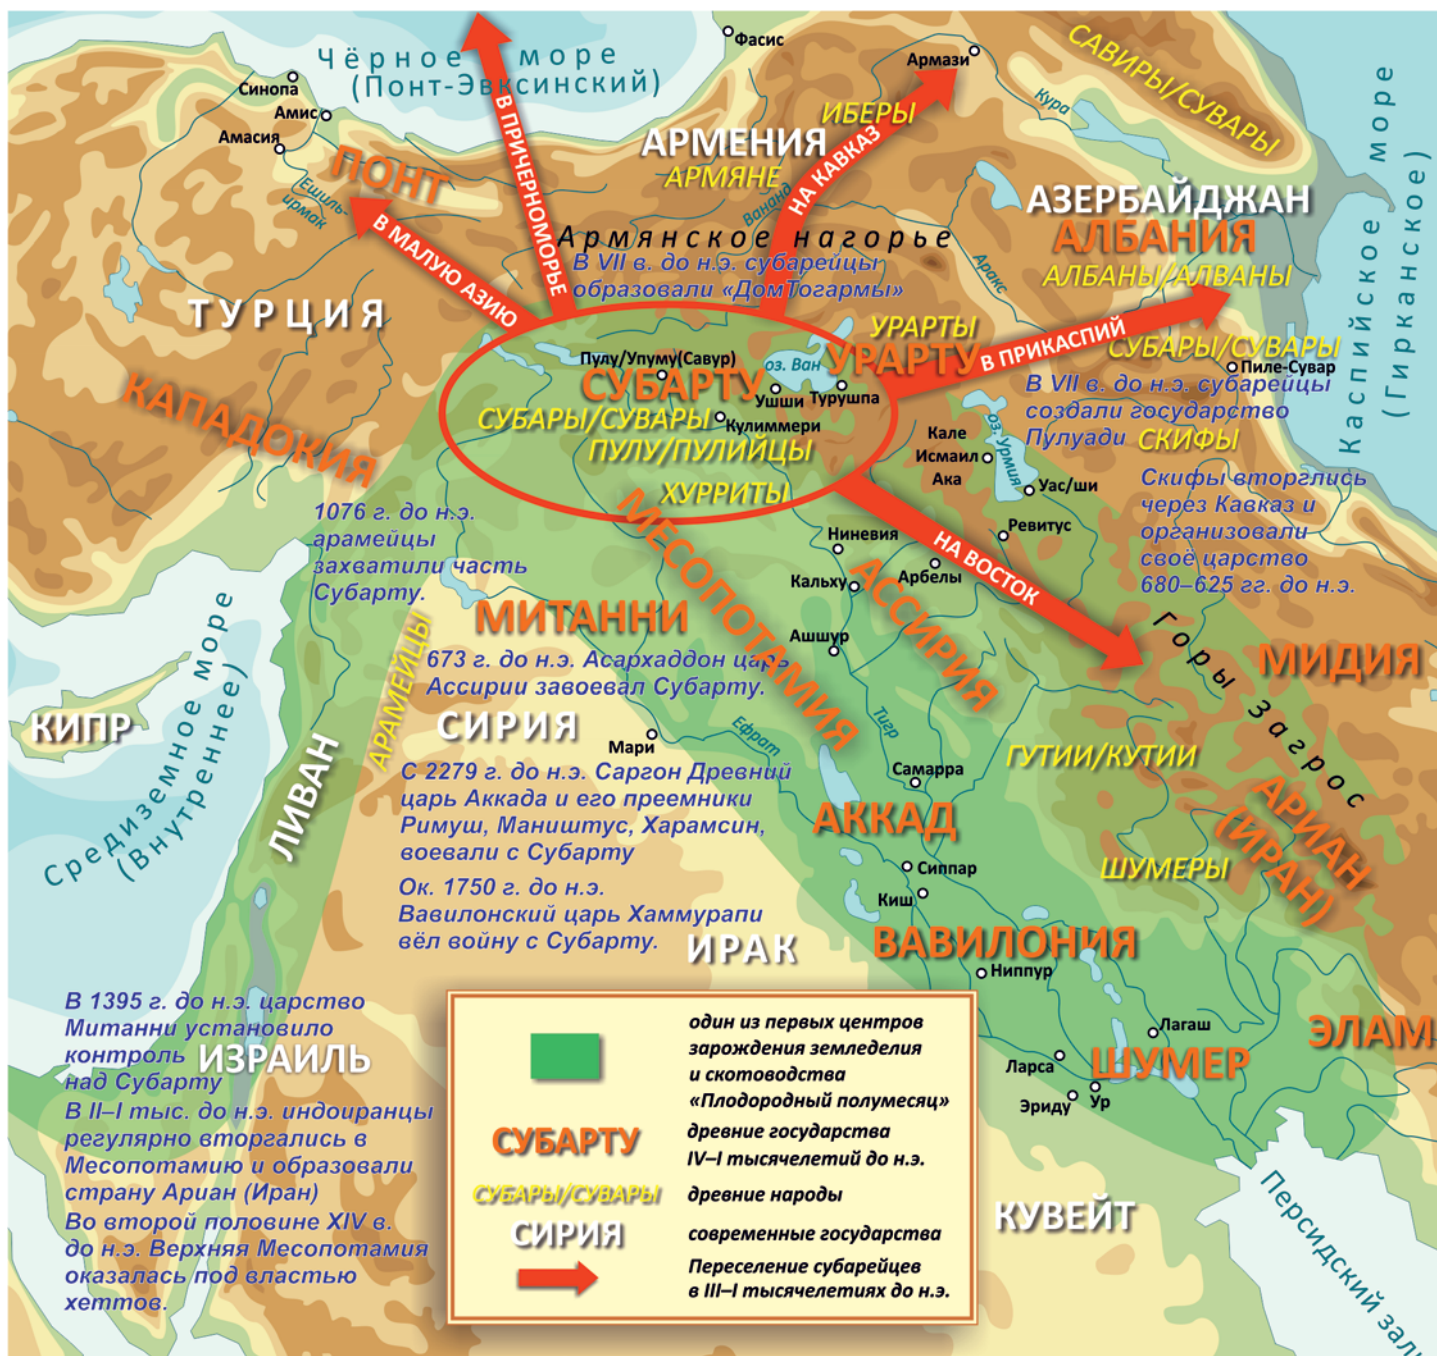 Чёрное море
(Понт-Эвксинский)
Фасис
Синопа
Амис
Амасия
ПОНТ
Ешиль-
ирмак
В ПРИЧЕРНОМОРЬЕ
В МАЛУЮ АЗИЮ
АРМЕНИЯ
АРМЯНЕ
ИБЕРЫ
Армази
НА КАВКАЗ
Вананд
Кура
САВИРЫ/СУВАРЫ
Каспийское море
(Гирканское)
АЗЕРБАЙДЖАН
АЛБАНИЯ
АЛБАНЫ/АЛВАНЫ
Аракс
Армянское нагорье
В VII в. до н.э. субарейцы
образовали «ДомТогармы»
ТУРЦИЯ
КАПАДОКИЯ
Пулу/Упуму(Савур)
СУБАРТУ
оз. Ван
УРАРТЫ
УРАРТУ
Ушши
Турушпа
СУБАРЫ/СУВАРЫ
Кулиммери
ПУЛУ/ПУЛИЙЦЫ
ХУРРИТЫ
В ПРИКАСПИЙ
СУБАРЫ/СУВАРЫ
Пиле-Сувар
В VII в. до н.э. субарейцы
создали государство
Пулуади
СКИФЫ
Скифы вторглись
через Кавказ и
организовали
своё царство
680–625 гг. до н.э.
Кале
Исмаил
Ака
оз. Урмия
Уас/ши
Ревитус
НА ВОСТОК
1076 г. до н.э.
арамейцы
захватили часть
Субарту.
АРАМЕЙЦЫ
МЕСОПОТАМИЯ
Ниневия
Кальху
Арбелы
АССИРИЯ
Ашшур
МИТАННИ
673 г. до н.э. Асархаддон царь
Ассирии завоевал Субарту.
СИРИЯ
Мари
Ефрат
Тигр
Горы Загрос
МИДИЯ
ГУТИИ/КУТИИ
АРИАН
(ИРАН)
КИПР
Средиземное море
(Внутреннее)
ЛИВАН
С 2279 г. до н.э. Саргон Древний
царь Аккада и его преемники
Римуш, Маништус, Харамсин,
воевали с Субарту
Ок. 1750 г. до н.э.
Вавилонский царь Хаммурапи
вёл войну с Субарту.
Самарра
АККАД
Сиппар
Киш
ШУМЕРЫ
ИРАК
ВАВИЛОНИЯ
Ниппур
Лагаш
ЭЛАМ
Ларса
ШУМЕР
Эриду
Ур
В 1395 г. до н.э. царство
Митанни установило
контроль
над Субарту
ИЗРАИЛЬ
В II–I тыс. до н.э. индоиранцы
регулярно вторгались в
Месопотамию и образовали
страну Ариан (Иран)
Во второй половине XIV в.
до н.э. Верхняя Месопотамия
оказалась под властью
хеттов.
один из первых центров
зарождения земледелия
и скотоводства
«Плодородный полумесяц»
СУБАРТУ
древние государства
IV–I тысячелетий до н.э.
СУБАРЫ/СУВАРЫ
древние народы
СИРИЯ
современные государства
Переселение субарейцев
в III–I тысячелетиях до н.э.
КУВЕЙТ
Персидский